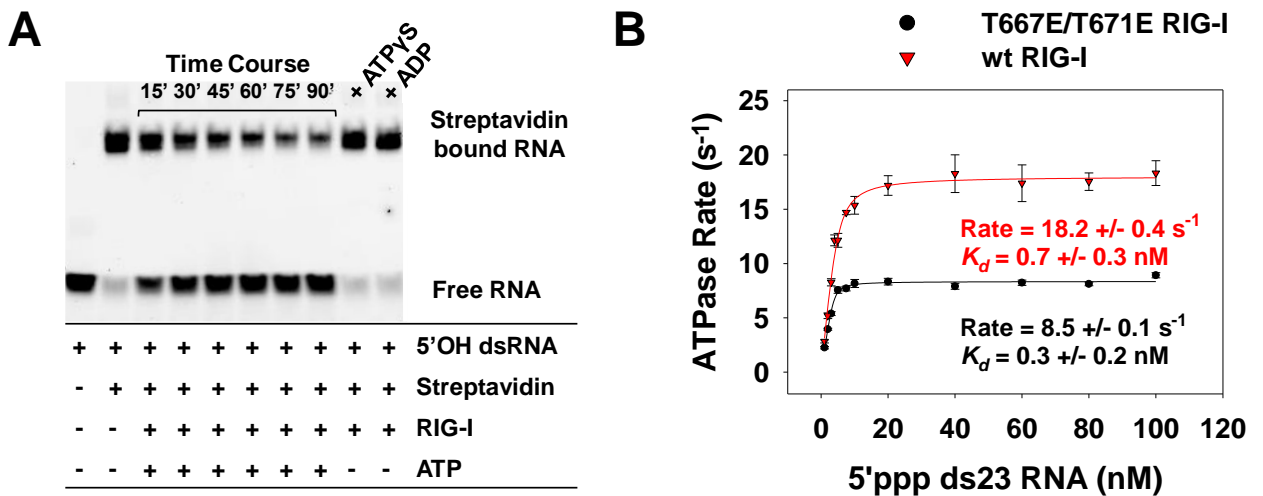 A
Time Course
15’ 30’ 45’ 60’ 75’ 90’ + ATPγS + ADP
Streptavidin
bound RNA
Free RNA
+ + + + + + + + + + 5’OH dsRNA
- + + + + + + + + + Streptavidin
- - + + + + + + + + RIG-I
- - + + + + + + - - ATP
B
T667E/T671E RIG-I
wt RIG-I
ATPase Rate (s-1)
25
20
15
10
5
0
Rate = 18.2 +/- 0.4 s-1
Kd = 0.7 +/- 0.3 nM
Rate = 8.5 +/- 0.1 s-1
Kd = 0.3 +/- 0.2 nM
0 20 40 60 80 100 120
5'ppp ds23 RNA (nM)